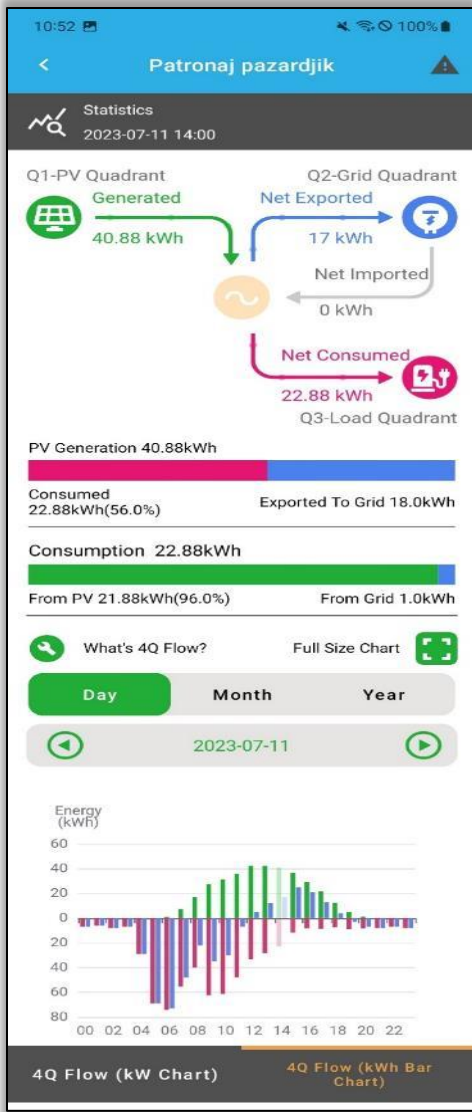 10:52 100%
Patronaj pazardjik
Statistics
2023-07-11 14:00
Q1-PV Quadrant Q2-Grid Quadrant
Generated Net Exported
40.88 kWh 17 kWh
Net Imported
0 kWh
Net Consumed
22.88 kWh
Q3-Load Quadrant
PV Generation 40.88kWh
Consumed
22.88kWh(56.0%) Exported To Grid 18.0kWh
Consumption 22.88kWh
From PV 21.88kWh(96.0%) From Grid 1.0kWh
What's 4Q Flow? Full Size Chart
Day Month Year
2023-07-11
Energy
(kWh)
60
40
20
0
20
40
60
80
00 02 04 06 08 10 12 14 16 18 20 22
4Q Flow (kW Chart) 4Q Flow (kWh Bar
Chart)